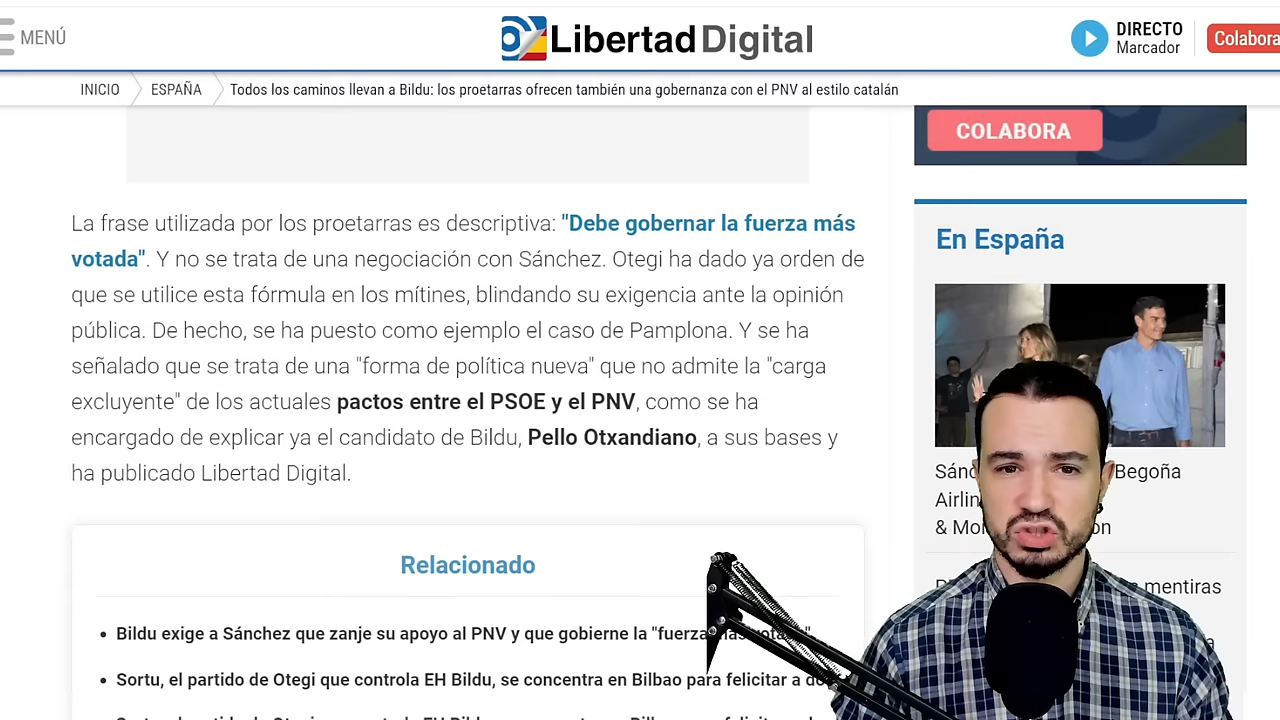 MENÚ
Libertad Digital
DIRECTO
Marcador
Colabora
INICIO
ESPAÑA
Todos los caminos llevan a Bildu: los proetarras ofrecen también una gobernanza con el PNV al estilo catalán
COLABORA
La frase utilizada por los proetarras es descriptiva: "Debe gobernar la fuerza más
votada". Y no se trata de una negociación con Sánchez. Otegi ha dado ya orden de
que se utilice esta fórmula en los mítines, blindando su exigencia ante la opinión
pública. De hecho, se ha puesto como ejemplo el caso de Pamplona. Y se ha
señalado que se trata de una "forma de política nueva" que no admite la "carga
excluyente" de los actuales pactos entre el PSOE y el PNV, como se ha
encargado de explicar ya el candidato de Bildu, Pello Otxandiano, a sus bases y
ha publicado Libertad Digital.
Relacionado
• Bildu exige a Sánchez que zanje su apoyo al PNV y que gobierne la "fuerza
• Sortu, el partido de Otegi que controla EH Bildu, se concentra en Bilbao para felicitar a
En España
Begoña
mentiras